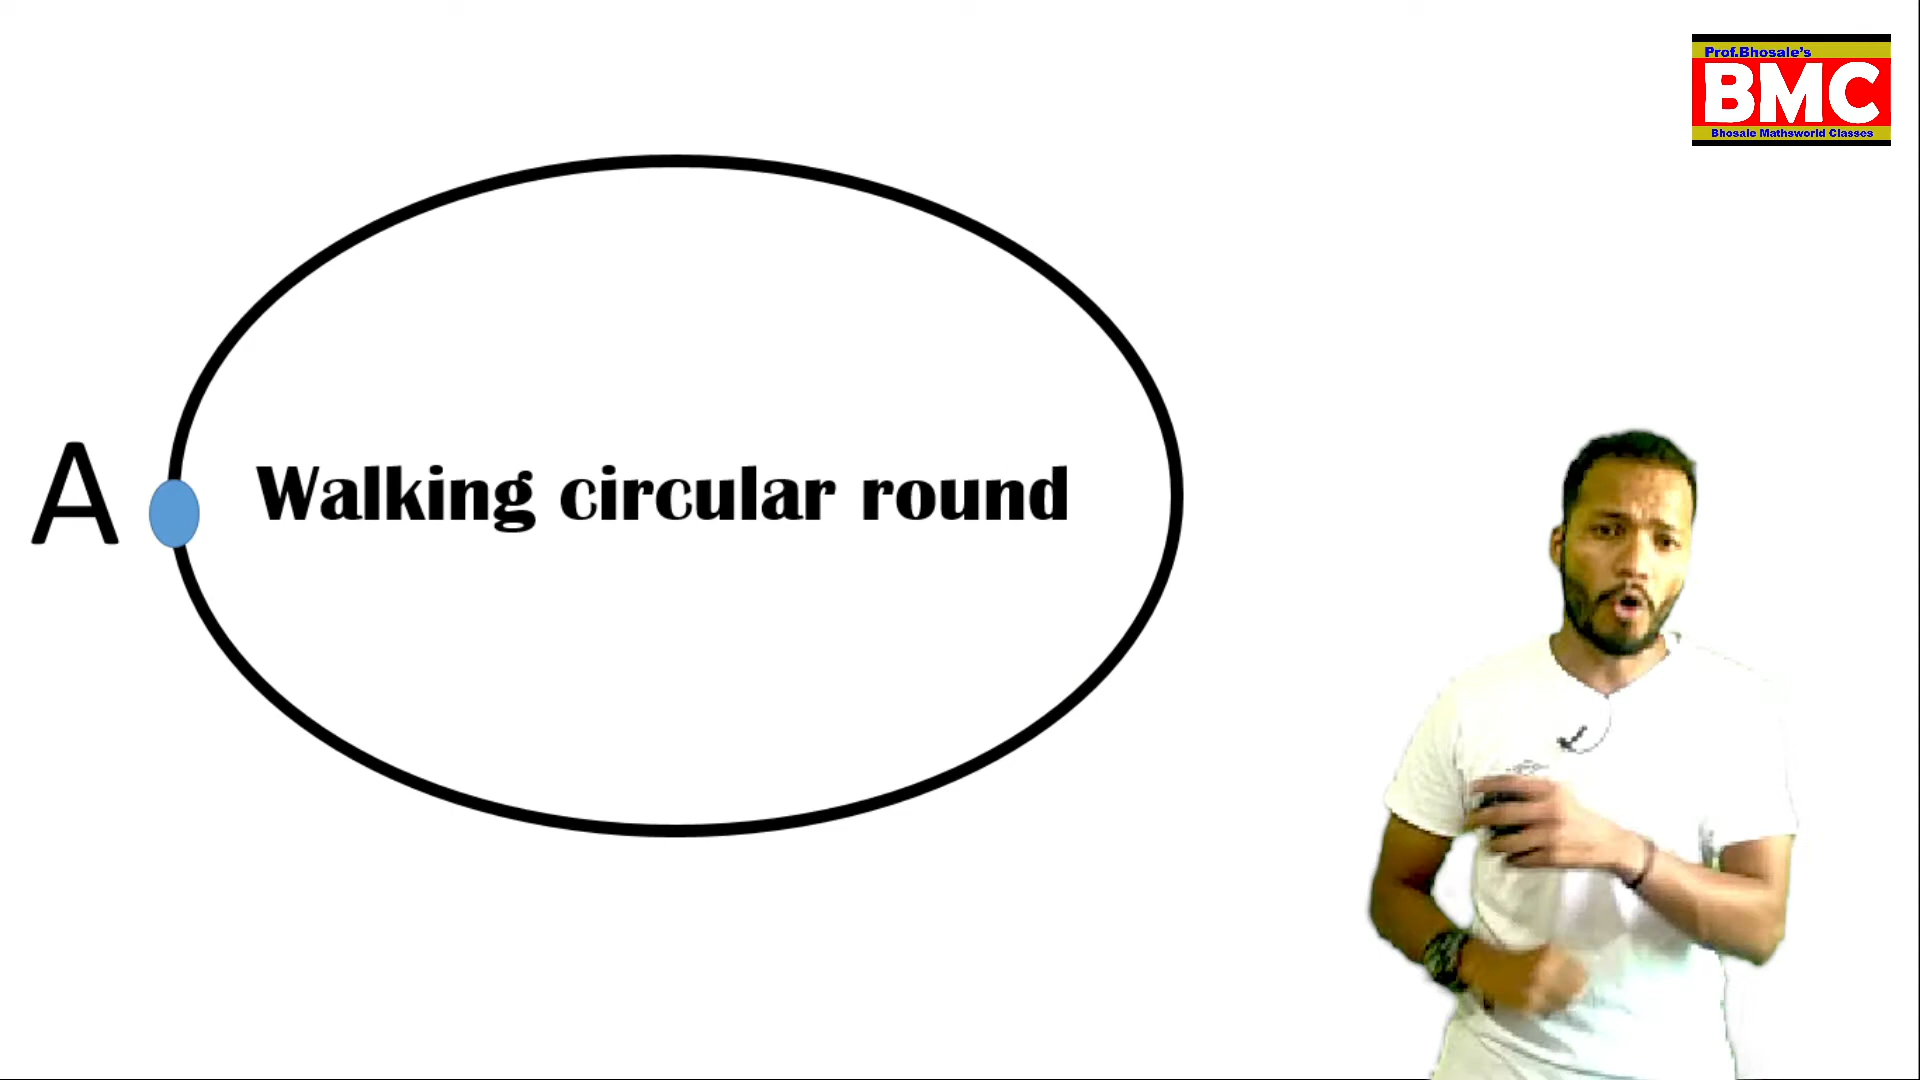 Prof.Bhosale's
BMC
Bhosale Mathsworld Classes
A
Walking circular round